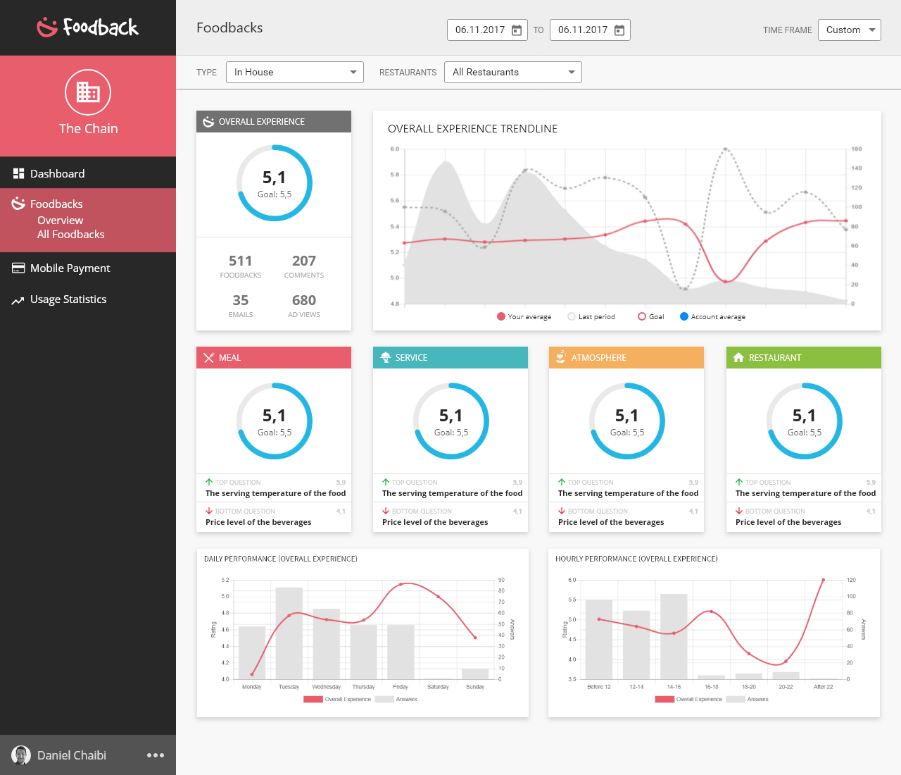 Foodback
The Chain
Dashboard
Foodbacks
Overview
All Foodbacks
Mobile Payment
Usage Statistics
Daniel Chaibi
Foodbacks
06.11.2017 TO 06.11.2017
TIME FRAME Custom
TYPE In House RESTAURANTS All Restaurants
OVERALL EXPERIENCE
5,1
Goal: 5,5
511 207
FOODBACKS COMMENTS
35 680
EMAILS AD VIEWS
OVERALL EXPERIENCE TRENDLINE
6.0 160
140
5.8
120
5.6
100
5.4 80
60
5.2
40
5.0
20
4.8 0
Your average Last period Goal Account average
MEAL
5,1
Goal: 5,5
TOP QUESTION 5,9
The serving temperature of the food
BOTTOM QUESTION 4,1
Price level of the beverages
SERVICE
5,1
Goal: 5,5
TOP QUESTION 5,9
The serving temperature of the food
BOTTOM QUESTION 4,1
Price level of the beverages
ATMOSPHERE
5,1
Goal: 5,5
TOP QUESTION 5,9
The serving temperature of the food
BOTTOM QUESTION 4,1
Price level of the beverages
RESTAURANT
5,1
Goal: 5,5
TOP QUESTION 5,9
The serving temperature of the food
BOTTOM QUESTION 4,1
Price level of the beverages
DAILY PERFORMANCE (OVERALL EXPERIENCE)
5.2 90
80
5.0
70
4.8 60
50
4.6
40
4.4 30
20
4.2
10
4.0 0
Rating
Answers
Monday Tuesday Wednesday Thursday Friday Saturday Sunday
Overall Experience Answers
HOURLY PERFORMANCE (OVERALL EXPERIENCE)
6.0 120
100
5.5
80
5.0
60
4.5
40
4.0
20
3.5 0
Rating
Answers
Before 12 12-14 14-16 16-18 18-20 20-22 After 22
Overall Experience Answers